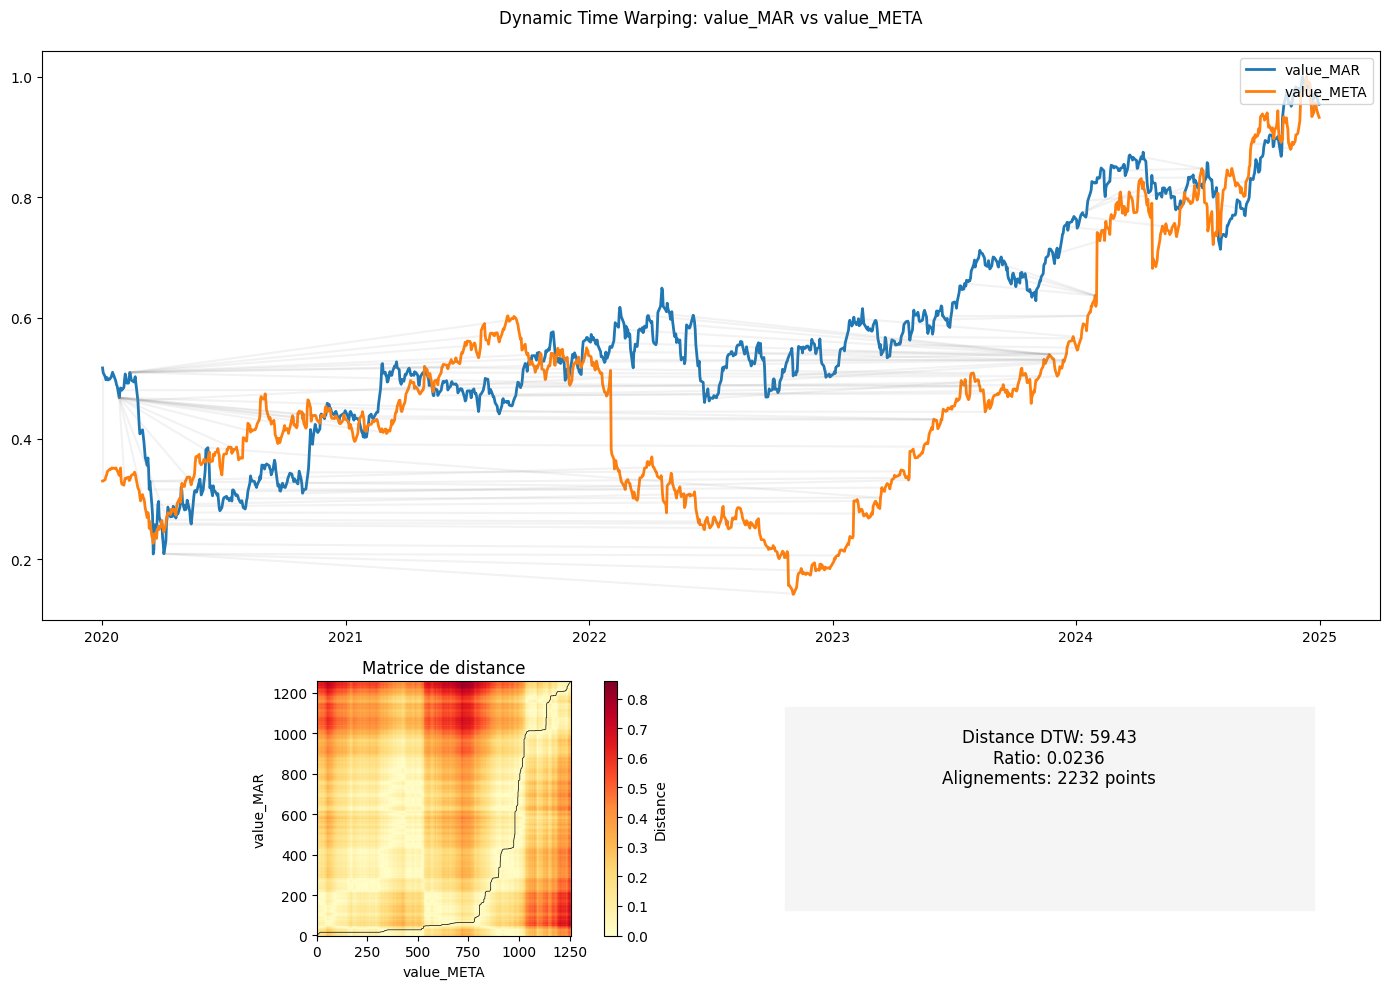 Dynamic Time Warping: value_MAR vs value_META
value_MAR
value_META
1.0
0.8
0.6
0.4
0.2
2020 2021 2022 2023 2024 2025
Matrice de distance
value_MAR
1200
1000
800
600
400
200
0
0 250 500 750 1000 1250
value_META
0.8
0.7
0.6
0.5
0.4
0.3
0.2
0.1
0.0
Distance
Distance DTW: 59.43
Ratio: 0.0236
Alignements: 2232 points